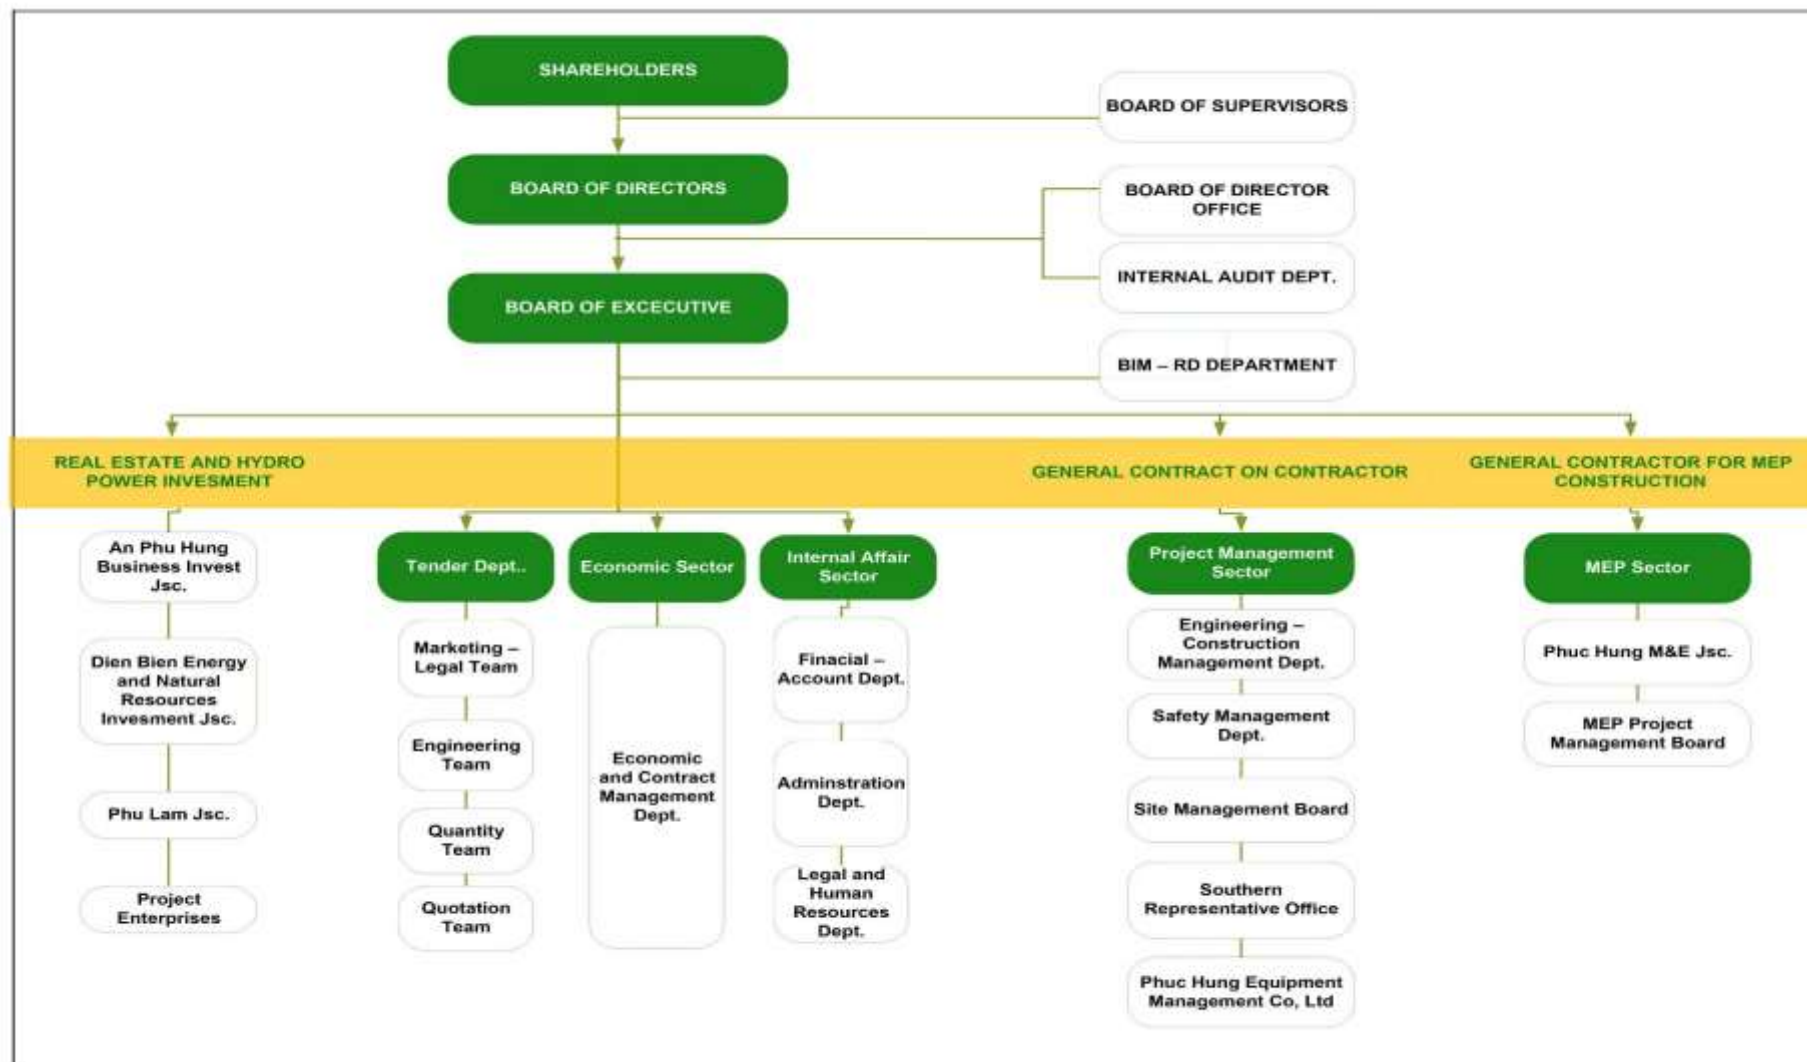 SHAREHOLDERS
BOARD OF SUPERVISORS
BOARD OF DIRECTORS
BOARD OF DIRECTOR
OFFICE
INTERNAL AUDIT DEPT.
BOARD OF EXCECUTIVE
BIM – RD DEPARTMENT
REAL ESTATE AND HYDRO
POWER INVESMENT
GENERAL CONTRACT ON CONTRACTOR
GENERAL CONTRACTOR FOR MEP
CONSTRUCTION
An Phu Hung
Business Invest
Jsc.
Dien Bien Energy
and Natural
Resources
Invesment Jsc.
Phu Lam Jsc.
Project
Enterprises
Tender Dept..
Marketing –
Legal Team
Engineering
Team
Quantity
Team
Quotation
Team
Economic Sector
Economic
and Contract
Management
Dept.
Internal Affair
Sector
Finacial –
Account Dept.
Adminstration
Dept.
Legal and
Human
Resources
Dept.
Project Management
Sector
Engineering –
Construction
Management Dept.
Safety Management
Dept.
Site Management Board
Southern
Representative Office
Phuc Hung Equipment
Management Co, Ltd
MEP Sector
Phuc Hung M&E Jsc.
MEP Project
Management Board